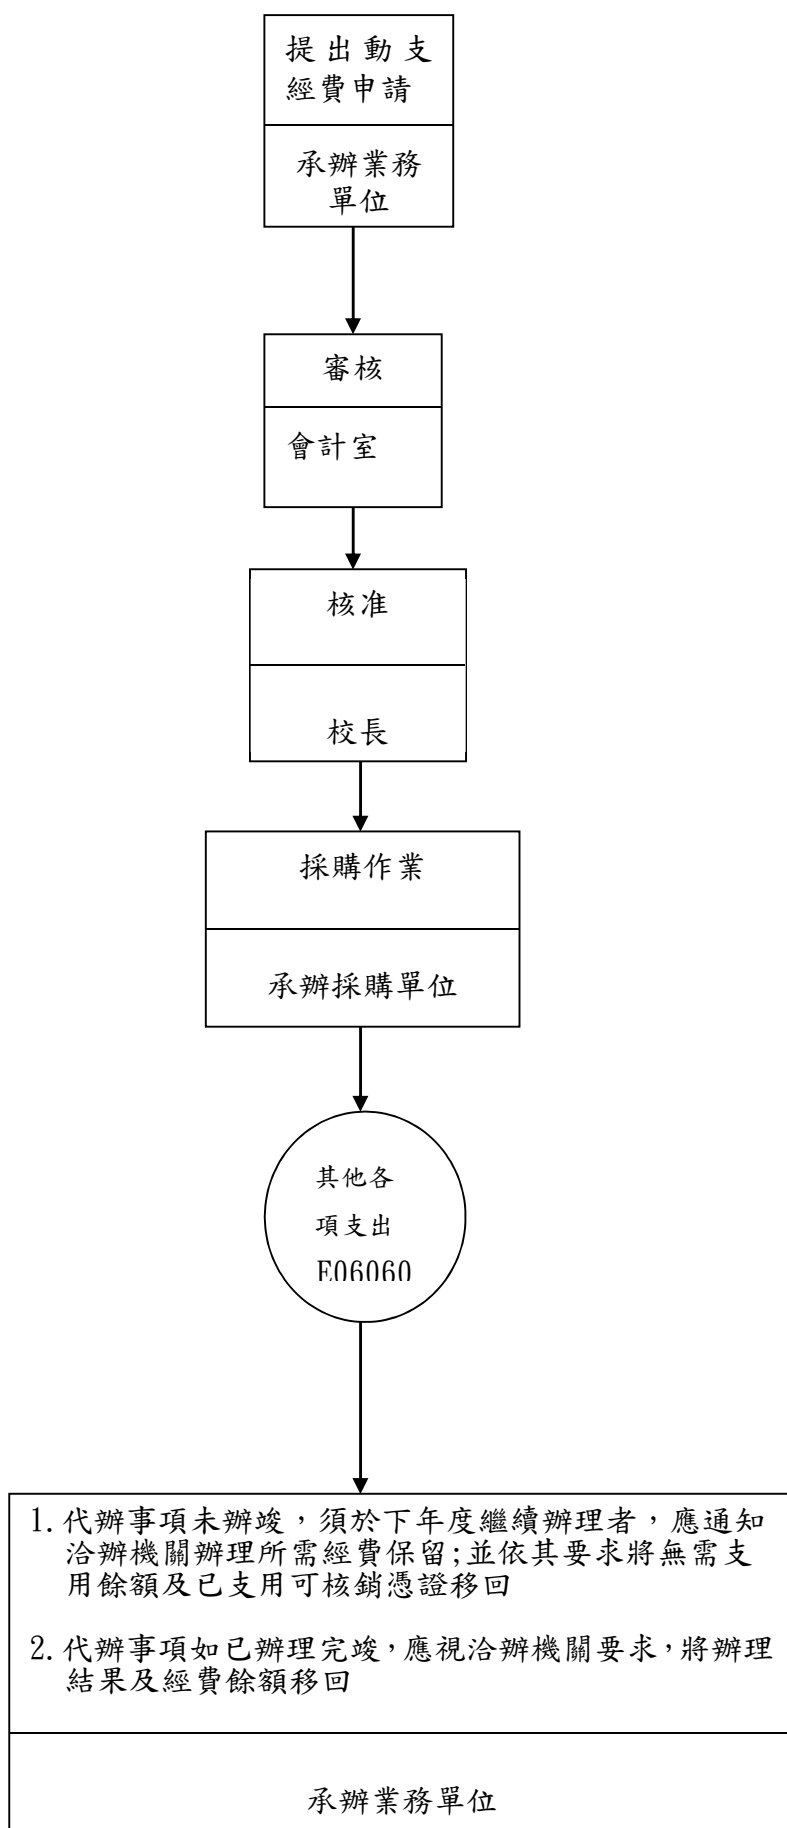 提出動支
經費申請
承辦業務
單位
審核
會計室
核准
校長
採購作業
承辦採購單位
其他各
項支出
E06060
1.代辦事項未辦竣，須於下年度繼續辦理者，應通知
洽辦機關辦理所需經費保留;並依其要求將無需支
用餘額及已支用可核銷憑證移回
2.代辦事項如已辦理完竣，應視洽辦機關要求，將辦理
結果及經費餘額移回
承辦業務單位